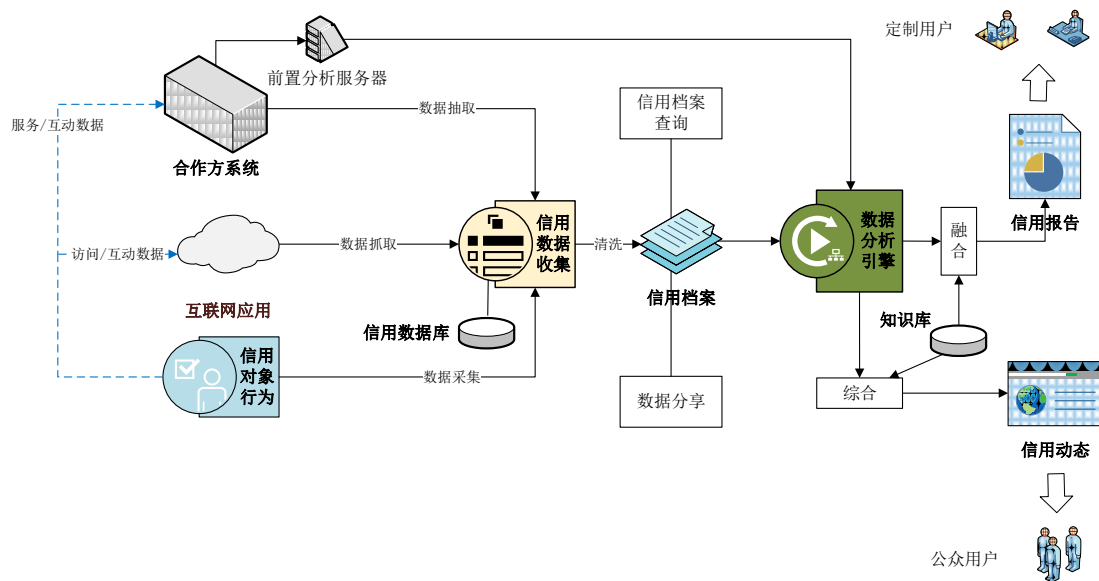 定制用户
前置分析服务器
信用档案
查询
数据抽取
服务/互动数据
合作方系统
信用
数据
收集
数据
分析
引擎
融
合
信用报告
数据抓取
清洗
访问/互动数据
信用档案
互联网应用
信用数据库
知识库
信用
对象
行为
数据采集
综合
数据分享
信用动态
公众用户